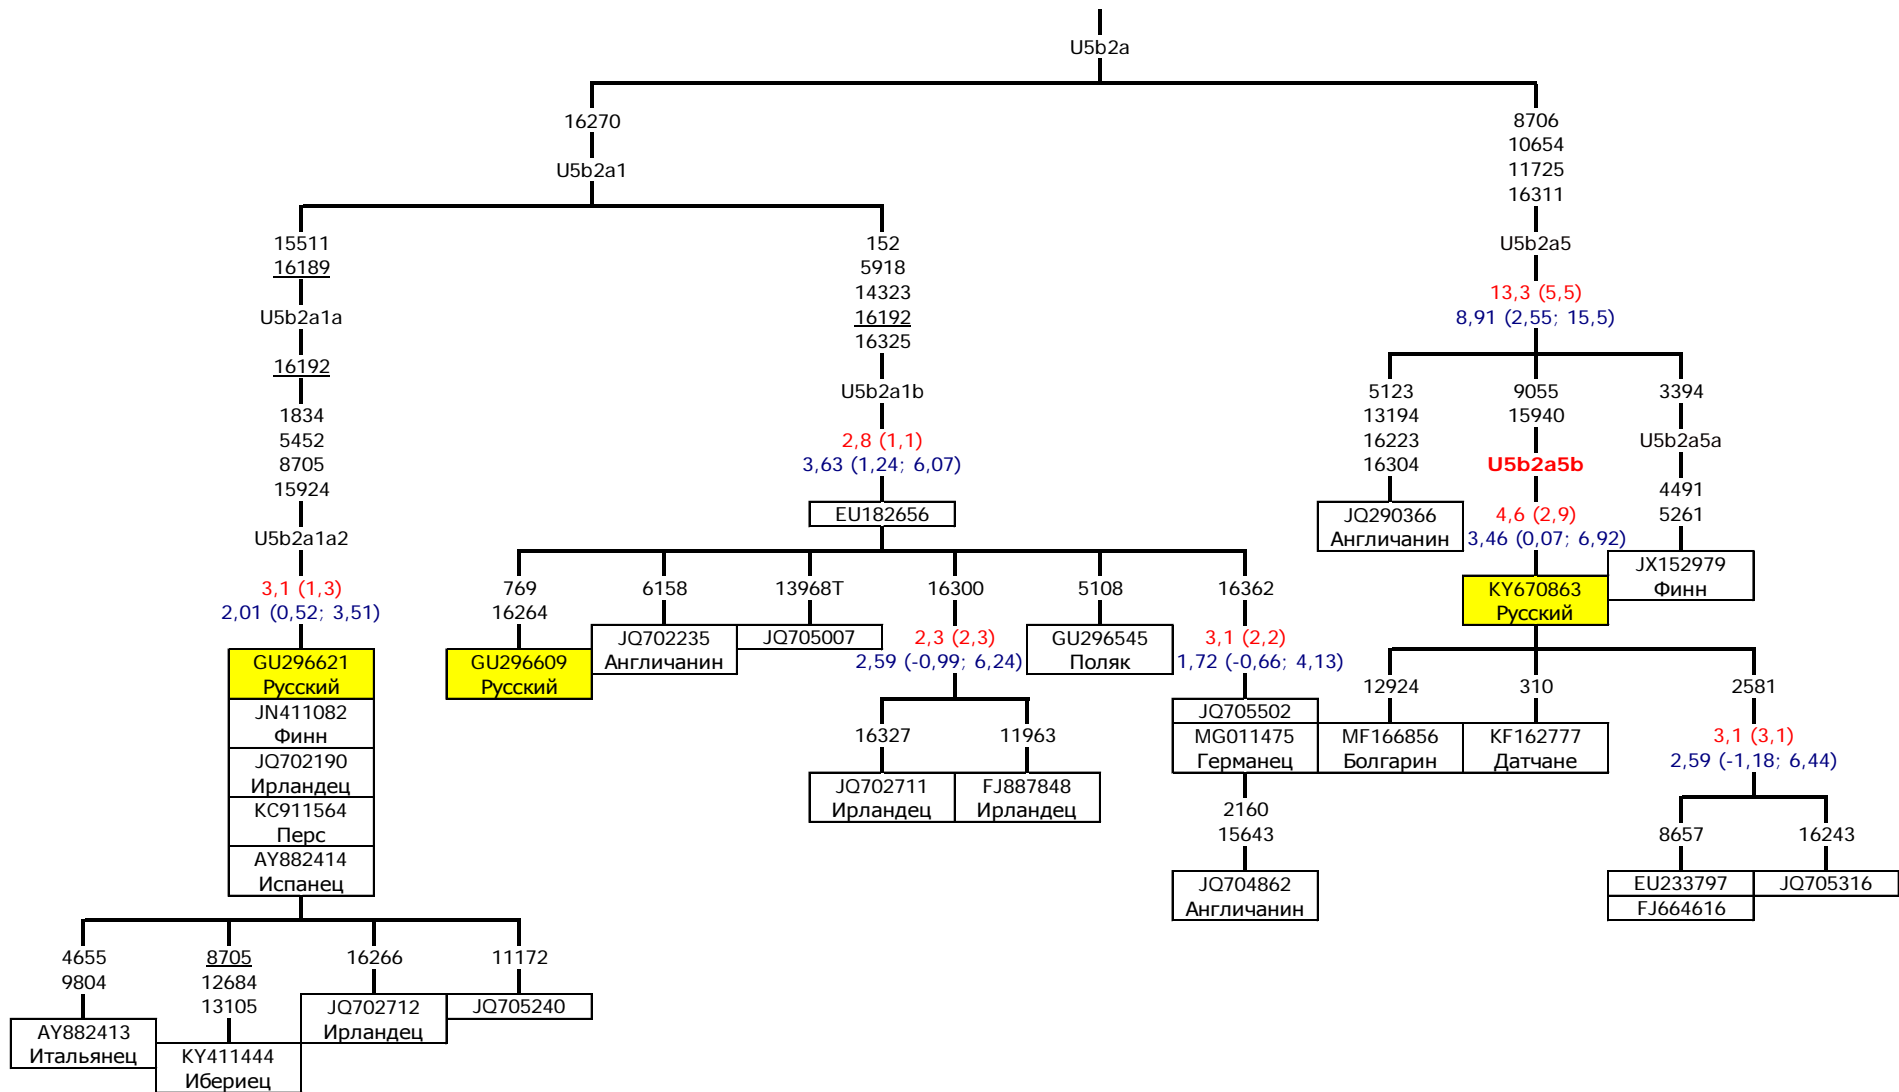 U5b2a
16270
U5b2a1
15511
16189
U5b2a1a
16192
1834
5452
8705
15924
U5b2a1a2
3,1 (1,3)
2,01 (0,52; 3,51)
GU296621
Русский
JN411082
Финн
JQ702190
Ирландец
KC911564
Перс
AY882414
Испанец
4655
9804
AY882413
Итальянец
8705
12684
13105
KY411444
Ибериец
16266
JQ702712
Ирландец
11172
JQ705240
152
5918
14323
16192
16325
U5b2a1b
2,8 (1,1)
3,63 (1,24; 6,07)
EU182656
769
16264
GU296609
Русский
6158
JQ702235
Англичанин
13968T
JQ705007
16300
2,3 (2,3)
2,59 (-0,99; 6,24)
16327
JQ702711
Ирландец
11963
FJ887848
Ирландец
5108
GU296545
Поляк
16362
3,1 (2,2)
1,72 (-0,66; 4,13)
JQ705502
MG011475
Германец
2160
15643
JQ704862
Англичанин
8706
10654
11725
16311
U5b2a5
13,3 (5,5)
8,91 (2,55; 15,5)
5123
13194
16223
16304
JQ290366
Англичанин
9055
15940
U5b2a5b
4,6 (2,9)
3,46 (0,07; 6,92)
KY670863
Русский
12924
MF166856
Болгарин
310
KF162777
Датчане
2581
3,1 (3,1)
2,59 (-1,18; 6,44)
8657
EU233797
FJ664616
16243
JQ705316
3394
U5b2a5a
4491
5261
JX152979
Финн